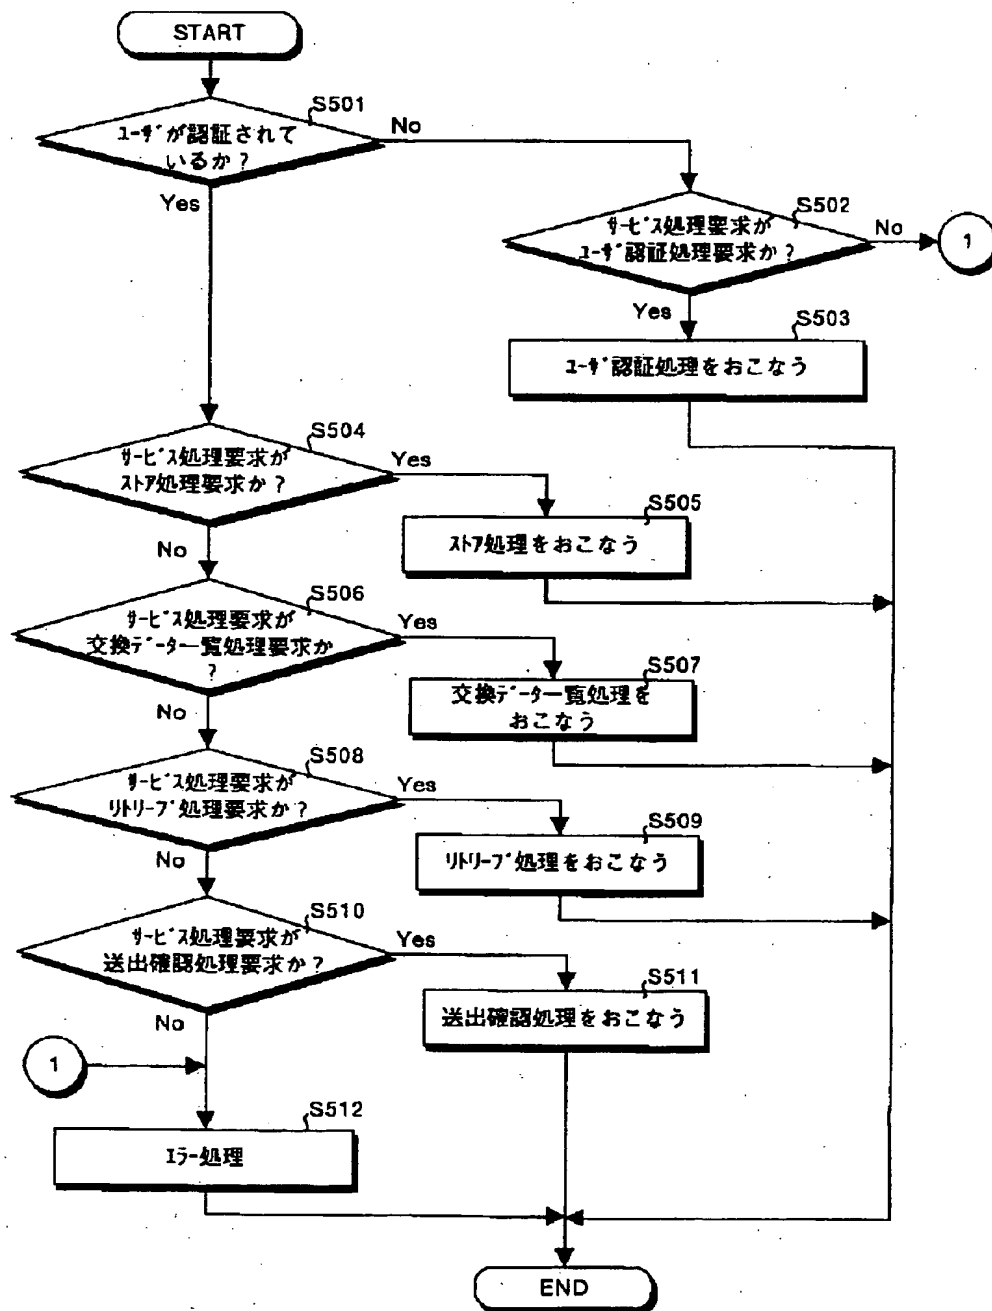 START
S501
ユーザが認証されて
いるか？
No
Yes
S502
サービス処理要求が
ユーザ認証処理要求か？
No
1
Yes
S503
ユーザ認証処理をおこなう
S504
サービス処理要求が
ストア処理要求か？
Yes
No
S505
ストア処理をおこなう
S506
サービス処理要求が
交換データ一覧処理要求か
？
Yes
No
S507
交換データ一覧処理を
おこなう
S508
サービス処理要求が
リトリーブ処理要求か？
Yes
No
S509
リトリーブ処理をおこなう
S510
サービス処理要求が
送出確認処理要求か？
Yes
No
S511
送出確認処理をおこなう
1
S512
エラー処理
END